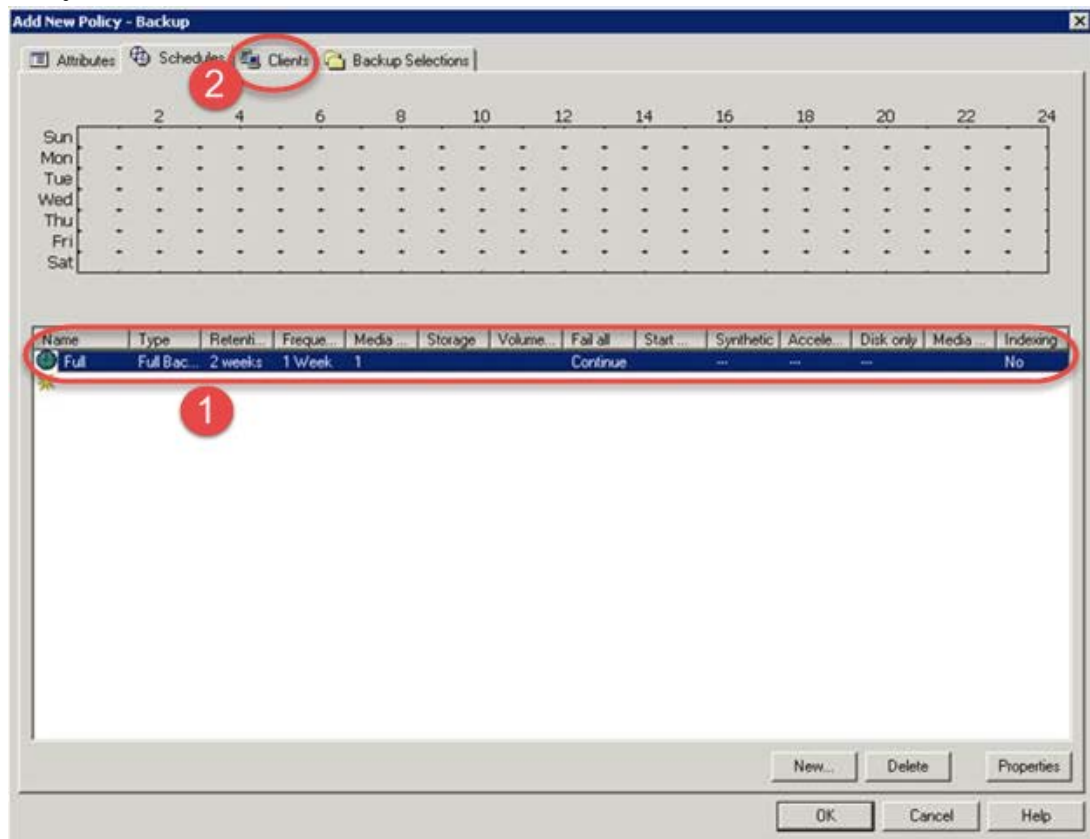 Add New Policy - Backup
Attributes Schedules Clients Backup Selections
2
2 4 6 8 10 12 14 16 18 20 22 24
Sun
Mon
Tue
Wed
Thu
Fri
Sat
Name Type Retenti... Freque... Media ... Storage Volume... Fail all Start ... Synthetic Accele... Disk only Media ... Indexing
Full Full Bac... 2 weeks 1 Week 1 Continue --- --- --- No
1
New... Delete Properties
OK Cancel Help